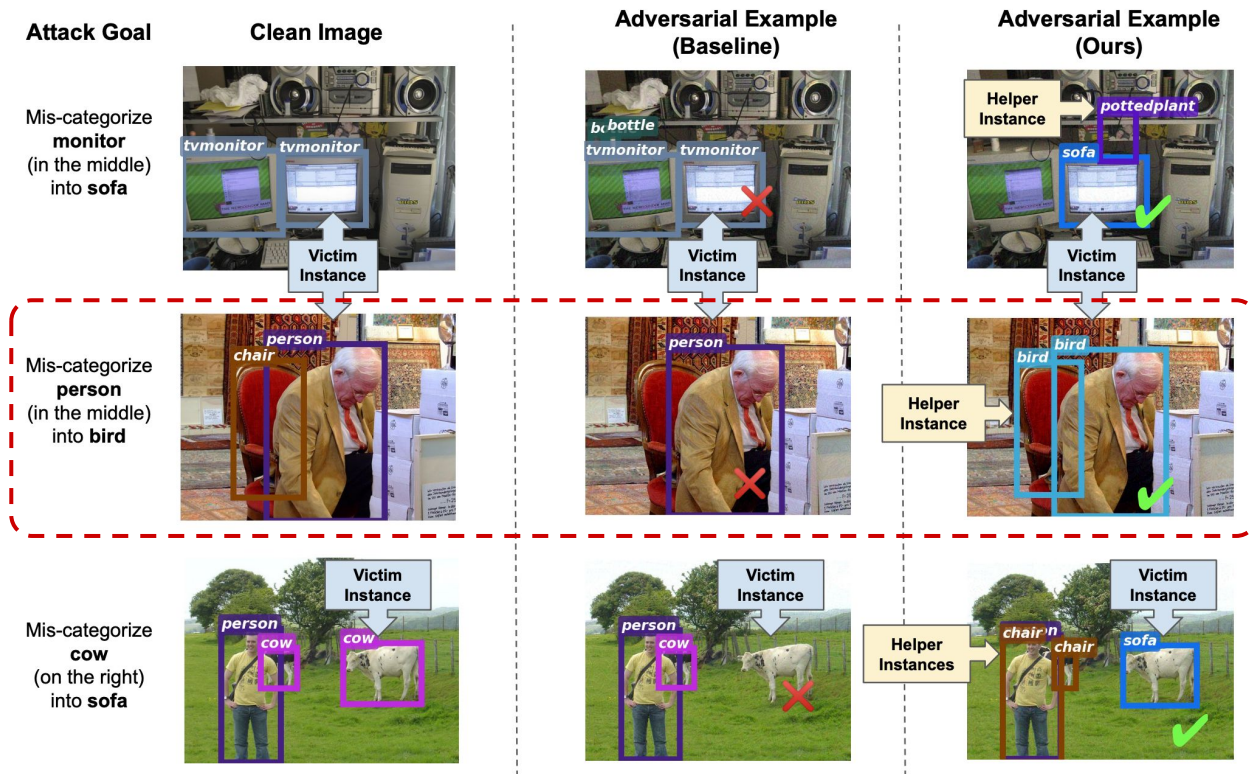 Attack Goal
Clean Image
Adversarial Example
(Baseline)
Adversarial Example
(Ours)
Mis-categorize
monitor
(in the middle)
into sofa
tvmonitor
tvmonitor
Victim
Instance
bottle
tvmonitor
tvmonitor
Victim
Instance
Helper
Instance
pottedplant
sofa
Victim
Instance
Mis-categorize
person
(in the middle)
into bird
person
chair
person
Helper
Instance
bird
bird
Mis-categorize
cow
(on the right)
into sofa
Victim
Instance
person
cow
cow
Victim
Instance
person
cow
Helper
Instances
Victim
Instance
chair
chair
sofa